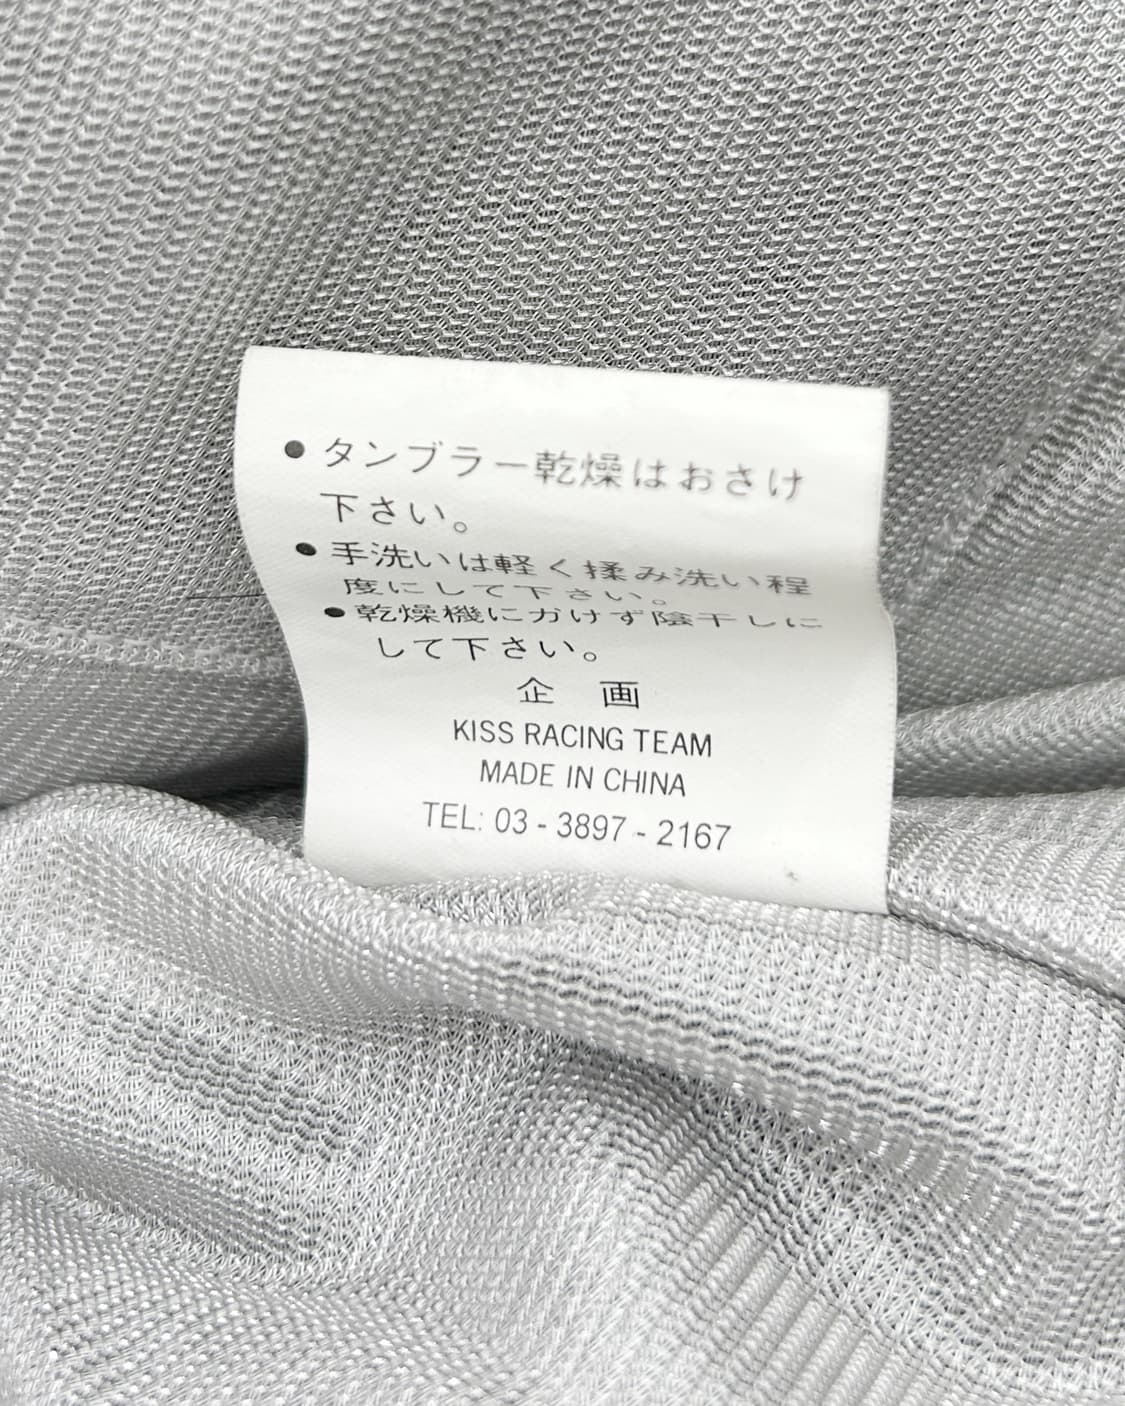 ●タンブラー乾燥はおさけ
下さい。
●手洗いは軽く揉み洗い程
度にして下さい。
●乾燥機にかけず陰干しに
して下さい。
企 画
KISS RACING TEAM
MADE IN CHINA
TEL: 03 - 3897 - 2167